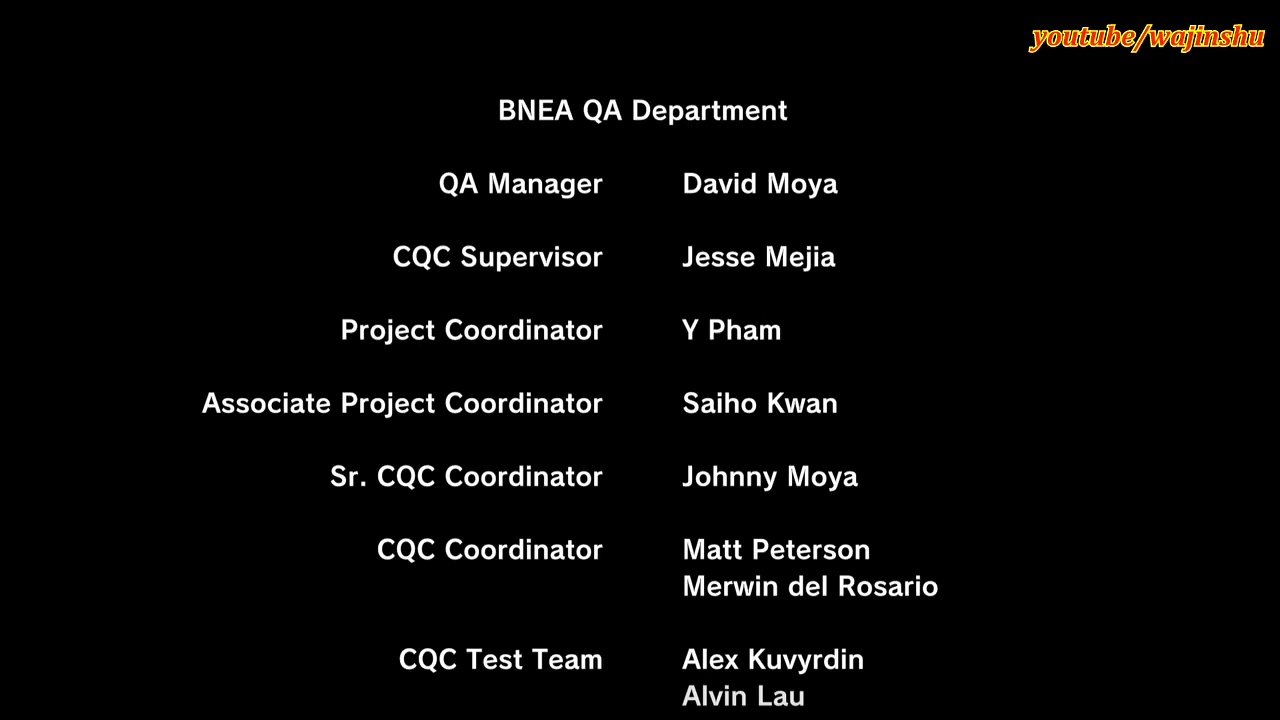 youtube/wajinshu
BNEA QA Department
QA Manager David Moya
CQC Supervisor Jesse Mejia
Project Coordinator Y Pham
Associate Project Coordinator Saiho Kwan
Sr. CQC Coordinator Johnny Moya
CQC Coordinator Matt Peterson
Merwin del Rosario
CQC Test Team Alex Kuvyrdin
Alvin Lau